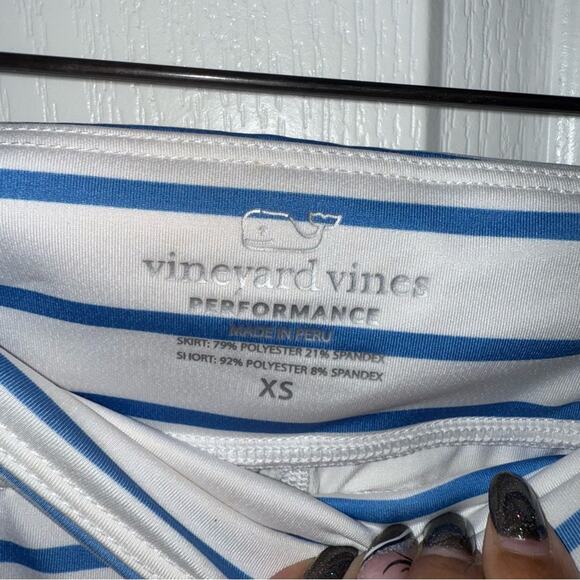 vineyard vines
PERFORMANCE
MADE IN PERU
SKIRT: 79% POLYESTER 21% SPANDEX
SHORT: 92% POLYESTER 8% SPANDEX
XS